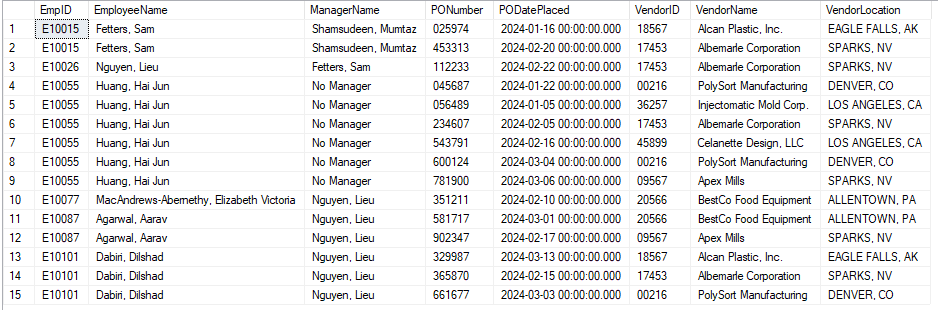 EmpID EmployeeName ManagerName PONumber PODatePlaced VendorID VendorName VendorLocation
1 E10015 Fetters, Sam Shamsudeen, Mumtaz 025974 2024-01-16 00:00:00.000 18567 Alcan Plastic, Inc. EAGLE FALLS, AK
2 E10015 Fetters, Sam Shamsudeen, Mumtaz 453313 2024-02-20 00:00:00.000 17453 Albemarle Corporation SPARKS, NV
3 E10026 Nguyen, Lieu Fetters, Sam 112233 2024-02-22 00:00:00.000 17453 Albemarle Corporation SPARKS, NV
4 E10055 Huang, Hai Jun No Manager 045687 2024-01-22 00:00:00.000 00216 PolySort Manufacturing DENVER, CO
5 E10055 Huang, Hai Jun No Manager 056489 2024-01-05 00:00:00.000 36257 Injectomatic Mold Corp. LOS ANGELES, CA
6 E10055 Huang, Hai Jun No Manager 234607 2024-02-05 00:00:00.000 17453 Albemarle Corporation SPARKS, NV
7 E10055 Huang, Hai Jun No Manager 543791 2024-02-16 00:00:00.000 45899 Celanette Design, LLC LOS ANGELES, CA
8 E10055 Huang, Hai Jun No Manager 600124 2024-03-04 00:00:00.000 00216 PolySort Manufacturing DENVER, CO
9 E10055 Huang, Hai Jun No Manager 781900 2024-03-06 00:00:00.000 09567 Apex Mills SPARKS, NV
10 E10077 MacAndrews-Abernethy, Elizabeth Victoria Nguyen, Lieu 351211 2024-02-10 00:00:00.000 20566 BestCo Food Equipment ALLENTOWN, PA
11 E10087 Agarwal, Aarav Nguyen, Lieu 581717 2024-03-01 00:00:00.000 20566 BestCo Food Equipment ALLENTOWN, PA
12 E10087 Agarwal, Aarav Nguyen, Lieu 902347 2024-02-17 00:00:00.000 09567 Apex Mills SPARKS, NV
13 E10101 Dabiri, Dilshad Nguyen, Lieu 329987 2024-03-13 00:00:00.000 18567 Alcan Plastic, Inc. EAGLE FALLS, AK
14 E10101 Dabiri, Dilshad Nguyen, Lieu 365870 2024-02-15 00:00:00.000 17453 Albemarle Corporation SPARKS, NV
15 E10101 Dabiri, Dilshad Nguyen, Lieu 661677 2024-03-03 00:00:00.000 00216 PolySort Manufacturing DENVER, CO